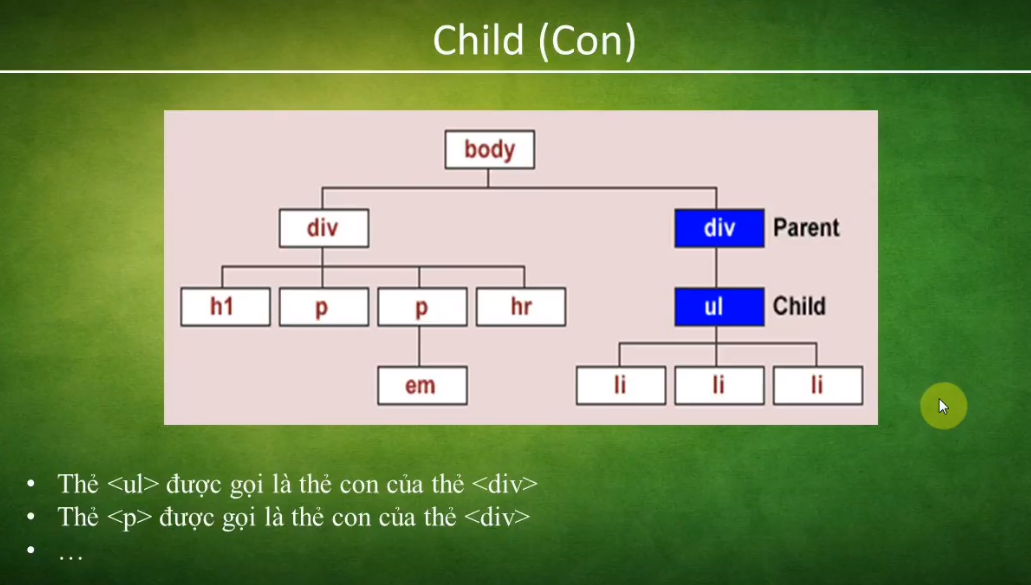 Child (Con)
body
div
div Parent
h1 p p hr
ul Child
em
li li li
• Thẻ <ul> được gọi là thẻ con của thẻ <div>
• Thẻ <p> được gọi là thẻ con của thẻ <div>
• …